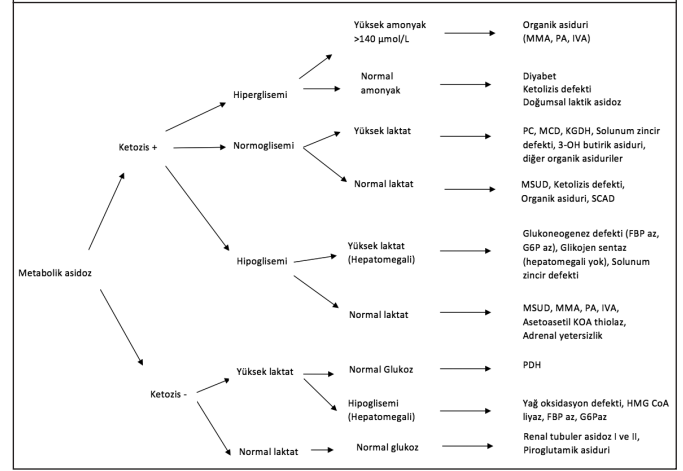 Yüksek amonyak
>140 µmol/L
Organik asiduri
(MMA, PA, IVA)
Hiperglisemi
Normal
amonyak
Diyabet
Ketolizis defekti
Doğumsal laktik asidoz
Ketozis +
Normoglisemi
Yüksek laktat
PC, MCD, KGDH, Solunum zincir
defekti, 3-OH butirik asiduri,
diğer organik asiduriler
Normal laktat
MSUD, Ketolizis defekti,
Organik asiduri, SCAD
Hipoglisemi
Yüksek laktat
(Hepatomegali)
Glukoneogenez defekti (FBP az,
G6P az), Glikojen sentaz
(hepatomegali yok), Solunum
zincir defekti
Metabolik asidoz
Normal laktat
MSUD, MMA, PA, IVA,
Asetoasetil KOA thiolaz,
Adrenal yetersizlik
Ketozis -
Yüksek laktat
Normal Glukoz
PDH
Hipoglisemi
(Hepatomegali)
Yağ oksidasyon defekti, HMG CoA
liyaz, FBP az, G6Paz
Normal laktat
Normal glukoz
Renal tubuler asidoz I ve II,
Piroglutamik asiduri